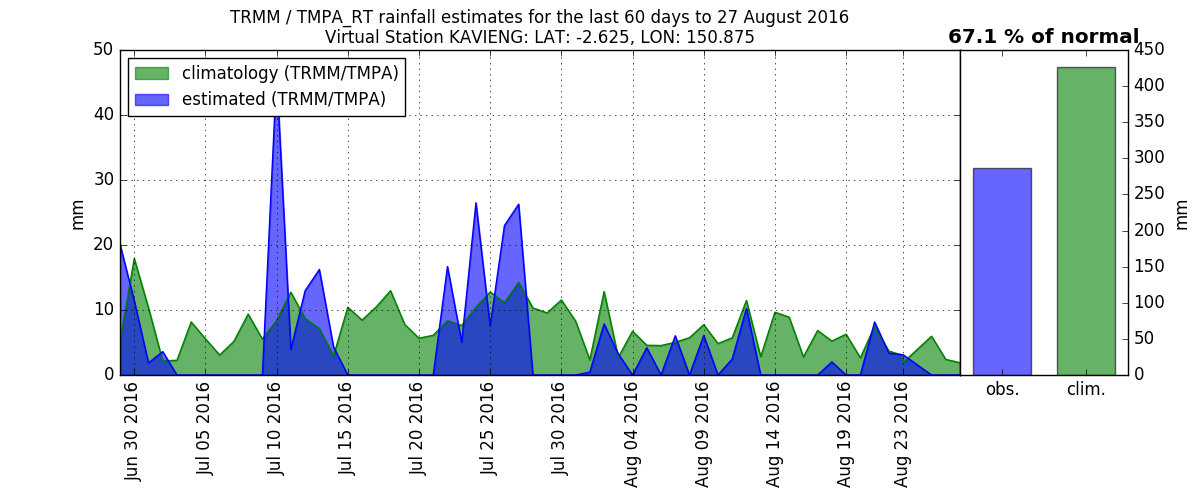 TRMM / TMPA_RT rainfall estimates for the last 60 days to 27 August 2016
Virtual Station KAVIENG: LAT: -2.625, LON: 150.875
67.1 % of normal
climatology (TRMM/TMPA)
estimated (TRMM/TMPA)
mm
50
40
30
20
10
0
Jun 30 2016
Jul 05 2016
Jul 10 2016
Jul 15 2016
Jul 20 2016
Jul 25 2016
Jul 30 2016
Aug 04 2016
Aug 09 2016
Aug 14 2016
Aug 19 2016
Aug 23 2016
obs.
clim.
450
400
350
300
250
200
150
100
50
0
mm